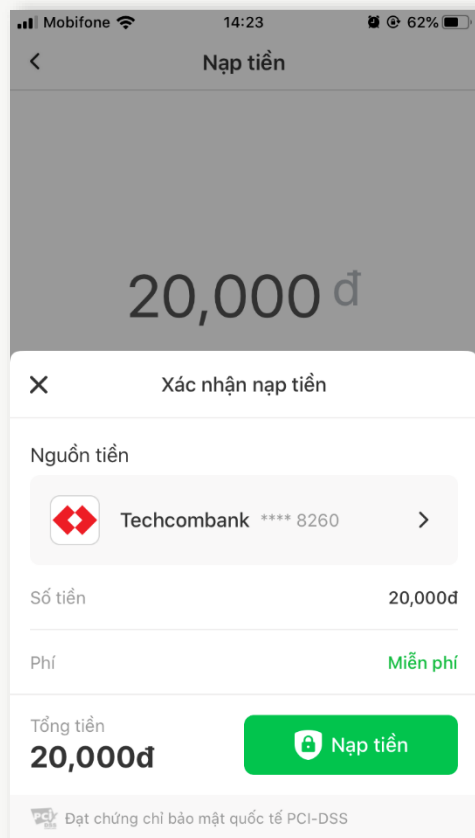 Mobifone 14:23 62%
Nạp tiền
20,000 đ
Xác nhận nạp tiền
Nguồn tiền
Techcombank **** 8260
Số tiền 20,000đ
Phí Miễn phí
Tổng tiền
20,000đ
Nạp tiền
PCI DSS Đạt chứng chỉ bảo mật quốc tế PCI-DSS